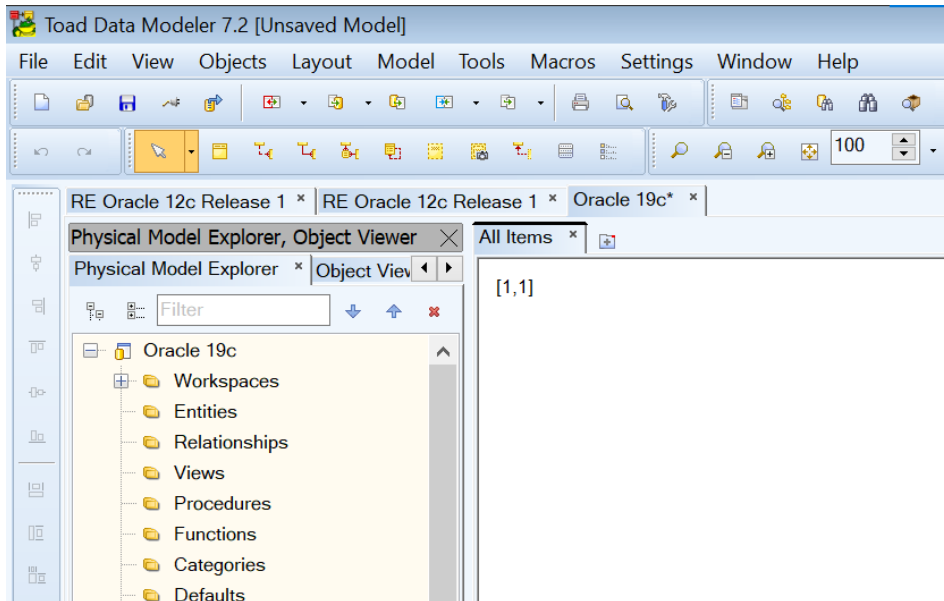 Toad Data Modeler 7.2 [Unsaved Model]
File Edit View Objects Layout Model Tools Macros Settings Window Help
100
RE Oracle 12c Release 1 × RE Oracle 12c Release 1 × Oracle 19c* ×
Physical Model Explorer, Object Viewer
All Items ×
Physical Model Explorer × Object View
[1,1]
Filter
Oracle 19c
Workspaces
Entities
Relationships
Views
Procedures
Functions
Categories
Defaults